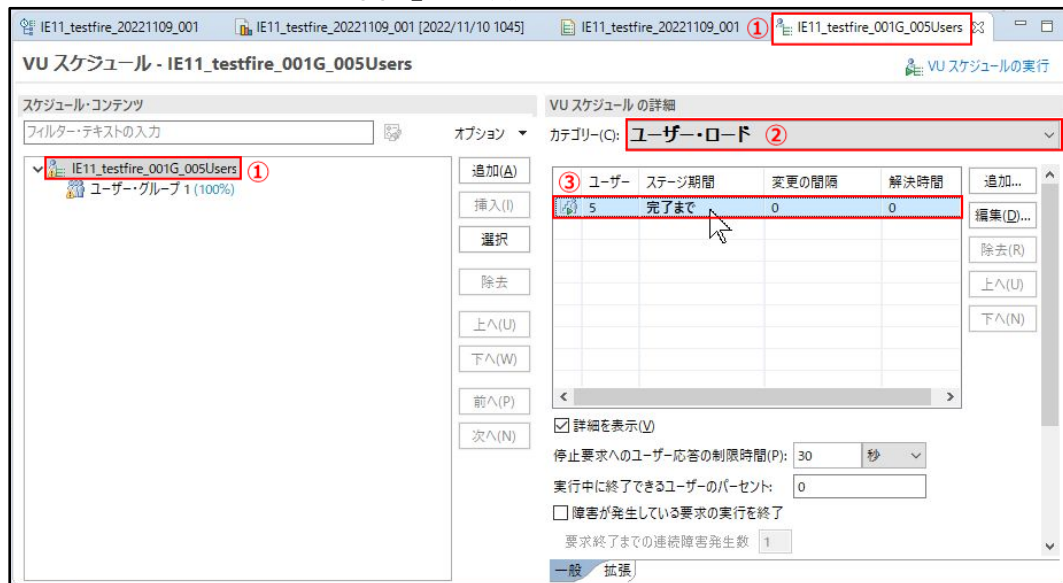 IE11_testfire_20221109_001 IE11_testfire_20221109_001 [2022/11/10 1045] IE11_testfire_20221109_001 ① IE11_testfire_001G_005Users
VU スケジュール - IE11_testfire_001G_005Users
VU スケジュールの実行
スケジュール・コンテンツ
フィルター・テキストの入力
オプション
IE11_testfire_001G_005Users ①
ユーザー・グループ 1 (100%)
追加(A)
挿入(I)
選択
除去
上へ(U)
下へ(W)
前へ(P)
次へ(N)
VU スケジュール の詳細
カテゴリー(C): ユーザー・ロード ②
③ ユーザー ステージ期間 変更の間隔 解決時間
5 完了まで 0 0
追加...
編集(D)...
除去(R)
上へ(U)
下へ(N)
詳細を表示(V)
停止要求へのユーザー応答の制限時間(P): 30 秒
実行中に終了できるユーザーのパーセント: 0
障害が発生している要求の実行を終了
要求終了までの連続障害発生数 1
一般 拡張